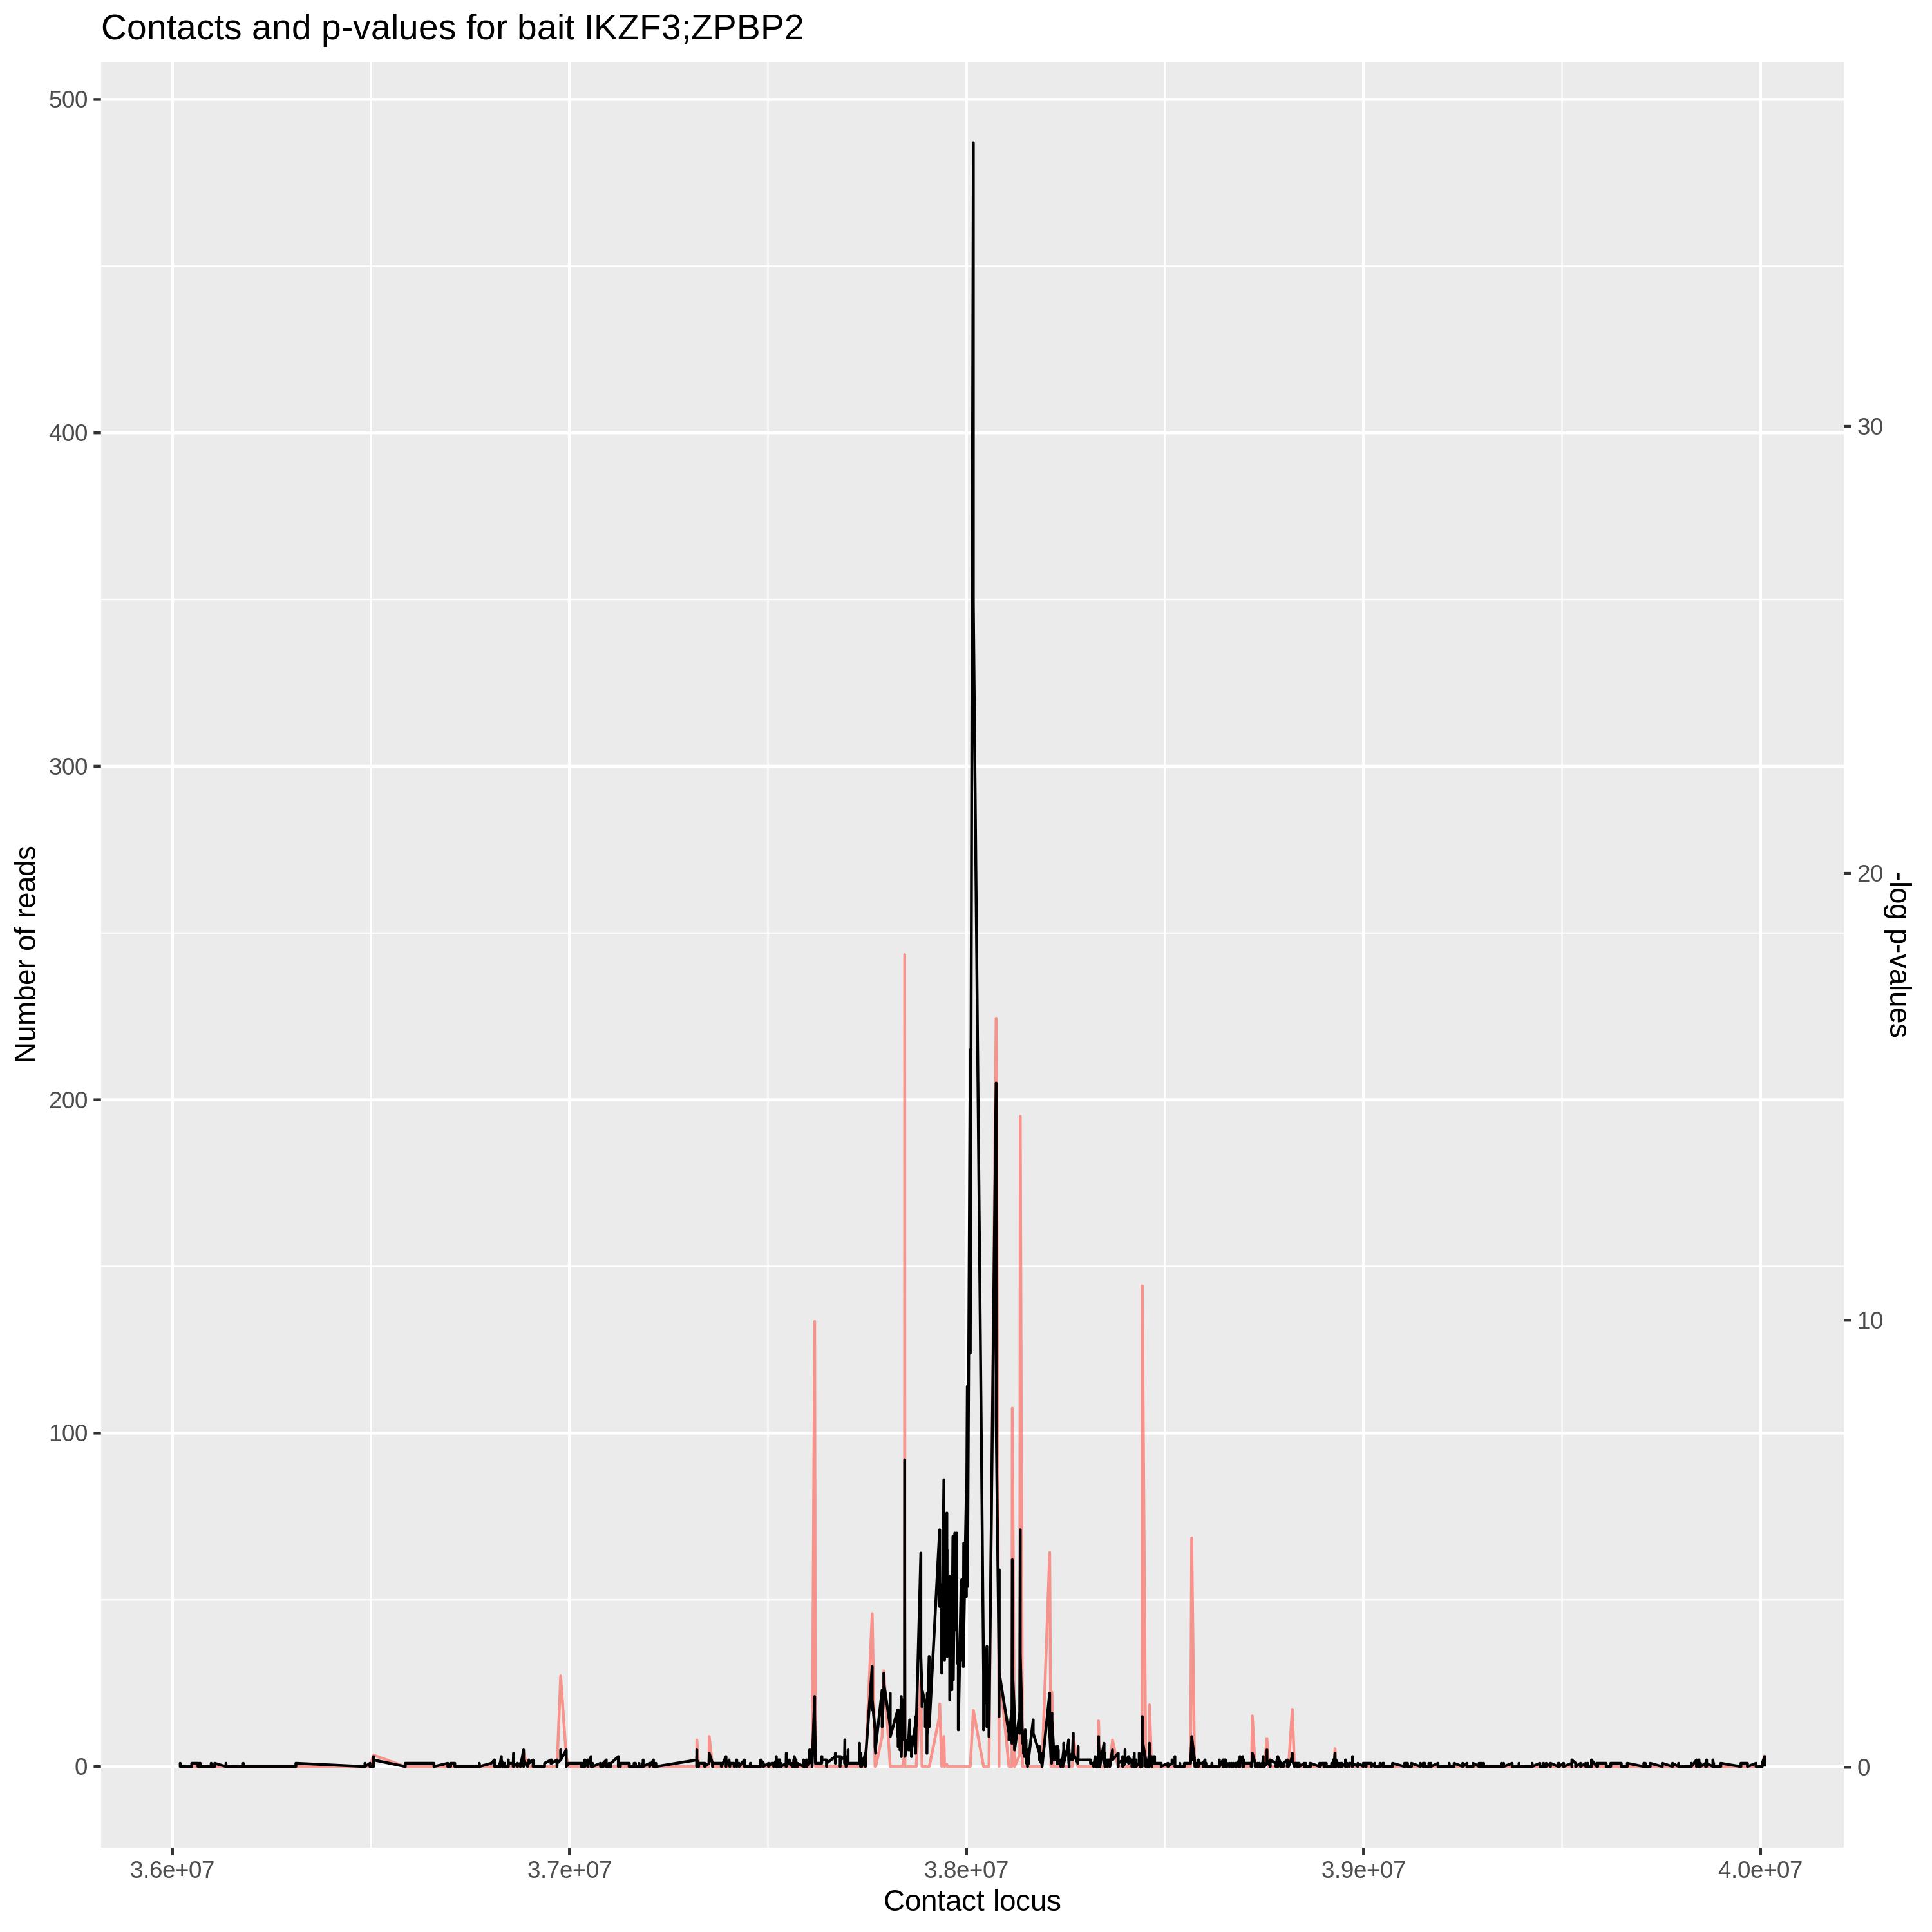 Contacts and p-values for bait IKZF3;ZPBP2
500
400
300
200
100
0
Number of reads
30
20
10
0
-log p-values
3.6e+07
3.7e+07
3.8e+07
3.9e+07
4.0e+07
Contact locus